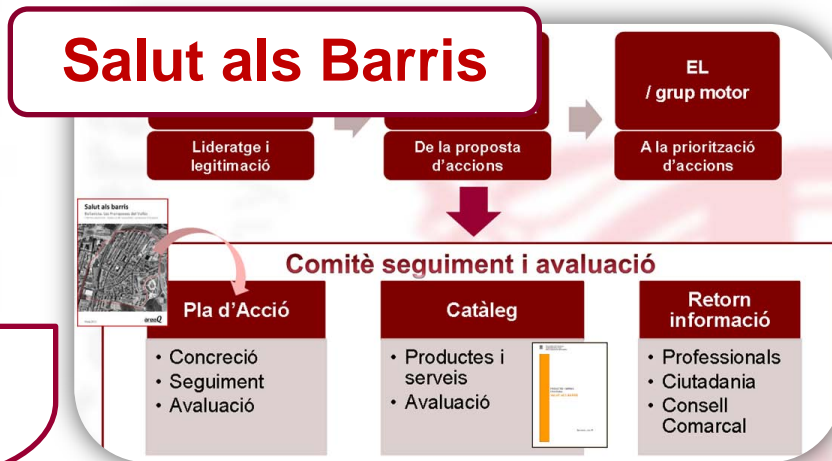 Salut als Barris
EL
/ grup motor
Lideratge i
legitimació
De la proposta
d'accions
A la priorització
d'accions
Salut als barris
Comitè seguiment i avaluació
Pla d'Acció
Catàleg
Retorn
informació
• Concreció
• Seguiment
• Avaluació
• Productes i
serveis
• Avaluació
• Professionals
• Ciutadania
• Consell
Comarcal